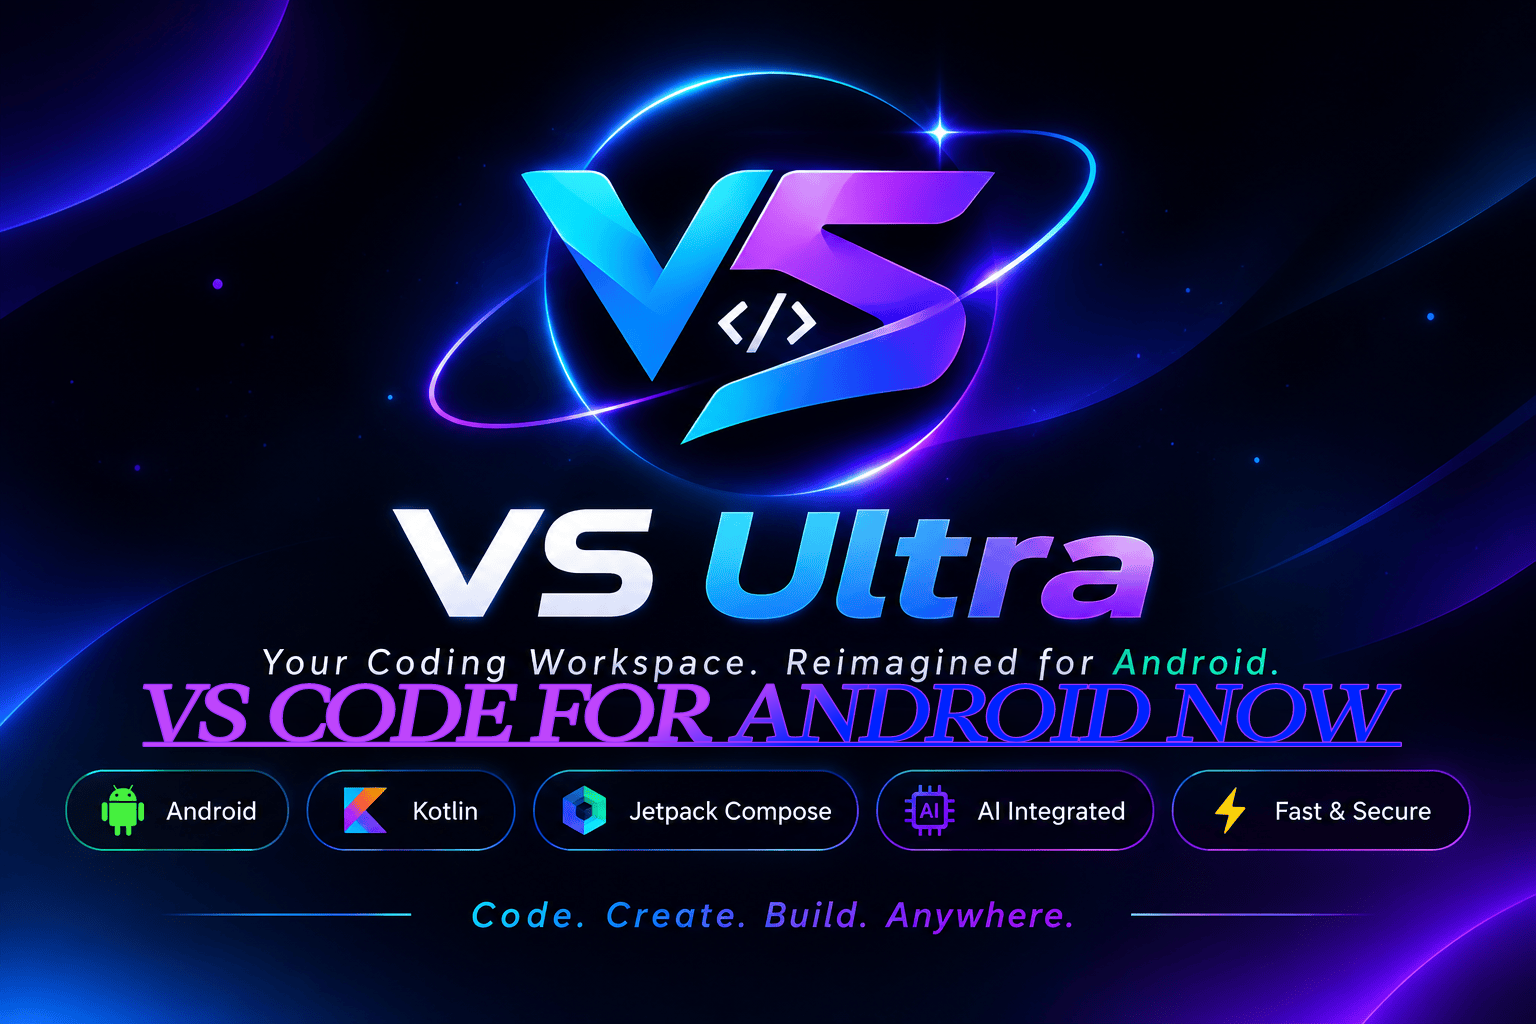 VS
</>
VS Ultra
Your Coding Workspace. Reimagined for Android.
VS CODE FOR ANDROID NOW
Android Kotlin Jetpack Compose AI AI Integrated Fast & Secure
Code. Create. Build. Anywhere.